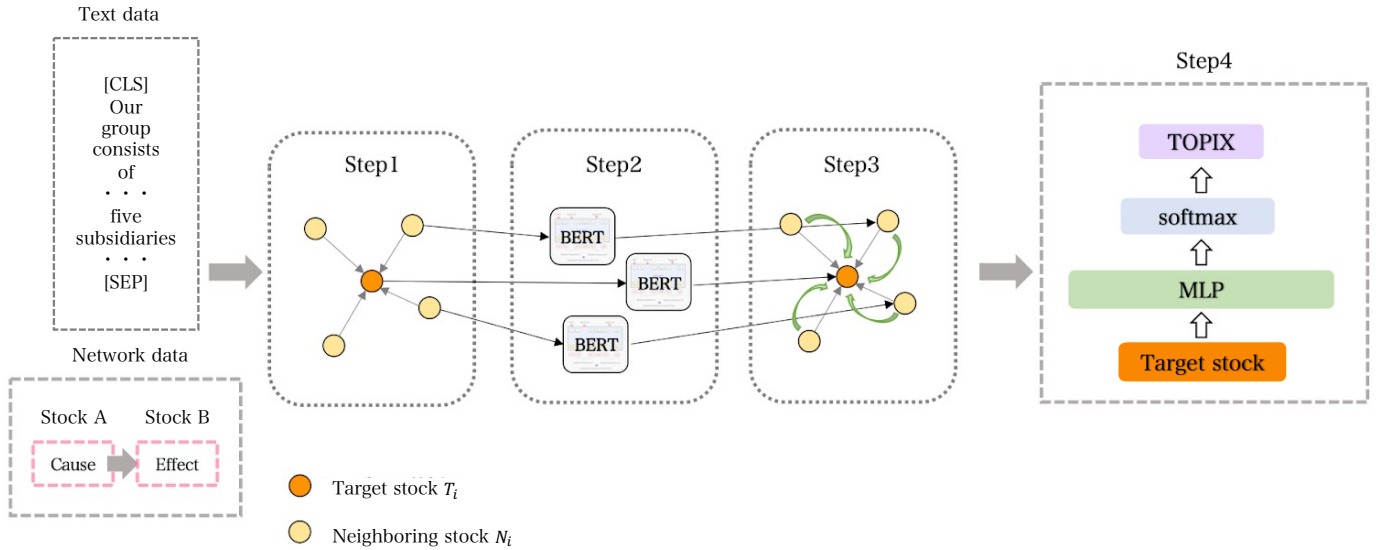 Text data
[CLS]
Our
group
consists
of
· · ·
five
subsidiaries
· · ·
[SEP]
Network data
Stock A
Stock B
Cause
Effect
Step1
Step2
BERT
BERT
BERT
Step3
Step4
TOPIX
softmax
MLP
Target stock
Target stock T_i
Neighboring stock N_i